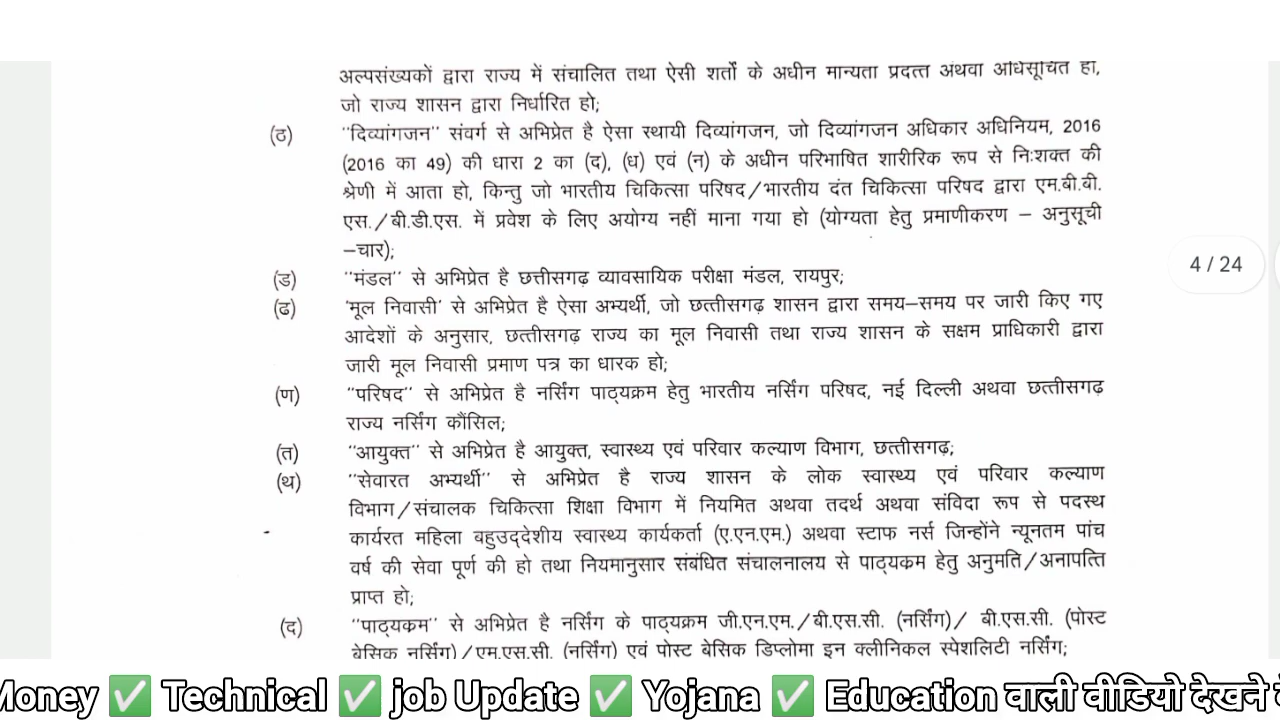 अल्पसंख्यकों द्वारा राज्य में संचालित तथा ऐसी शर्तों के अधीन मान्यता प्रदत्त अथवा अधिसूचित हो,
जो राज्य शासन द्वारा निर्धारित हो;
(ठ) "दिव्यांगजन" संवर्ग से अभिप्रेत है ऐसा स्थायी दिव्यांगजन, जो दिव्यांगजन अधिकार अधिनियम, 2016
(2016 का 49) की धारा 2 का (द), (ध) एवं (न) के अधीन परिभाषित शारीरिक रूप से निःशक्त की
श्रेणी में आता हो, किन्तु जो भारतीय चिकित्सा परिषद/भारतीय दंत चिकित्सा परिषद द्वारा एम.बी.बी.
एस./बी.डी.एस. में प्रवेश के लिए अयोग्य नहीं माना गया हो (योग्यता हेतु प्रमाणीकरण – अनुसूची
–चार);
(ड) "मंडल" से अभिप्रेत है छत्तीसगढ़ व्यावसायिक परीक्षा मंडल, रायपुर;
(ढ) 'मूल निवासी' से अभिप्रेत है ऐसा अभ्यर्थी, जो छत्तीसगढ़ शासन द्वारा समय–समय पर जारी किए गए
आदेशों के अनुसार, छत्तीसगढ़ राज्य का मूल निवासी तथा राज्य शासन के सक्षम प्राधिकारी द्वारा
जारी मूल निवासी प्रमाण पत्र का धारक हो;
(ण) "परिषद" से अभिप्रेत है नर्सिंग पाठ्यक्रम हेतु भारतीय नर्सिंग परिषद, नई दिल्ली अथवा छत्तीसगढ़
राज्य नर्सिंग कौंसिल;
(त) "आयुक्त" से अभिप्रेत है आयुक्त, स्वास्थ्य एवं परिवार कल्याण विभाग, छत्तीसगढ़;
(थ) "सेवारत अभ्यर्थी" से अभिप्रेत है राज्य शासन के लोक स्वास्थ्य एवं परिवार कल्याण
विभाग/संचालक चिकित्सा शिक्षा विभाग में नियमित अथवा तदर्थ अथवा संविदा रूप से पदस्थ
कार्यरत महिला बहुउद्देशीय स्वास्थ्य कार्यकर्ता (ए.एन.एम.) अथवा स्टाफ नर्स जिन्होंने न्यूनतम पांच
वर्ष की सेवा पूर्ण की हो तथा नियमानुसार संबंधित संचालनालय से पाठ्यक्रम हेतु अनुमति/अनापत्ति
प्राप्त हो;
(द) "पाठ्यक्रम" से अभिप्रेत है नर्सिंग के पाठ्यक्रम जी.एन.एम./बी.एस.सी. (नर्सिंग)/ बी.एस.सी. (पोस्ट
बेसिक नर्सिंग)/एम.एस.सी. (नर्सिंग) एवं पोस्ट बेसिक डिप्लोमा इन क्लीनिकल स्पेशलिटी नर्सिंग;
4 / 24
Money ✅ Technical ✅ job Update ✅ Yojana ✅ Education वाली वीडियो देखने